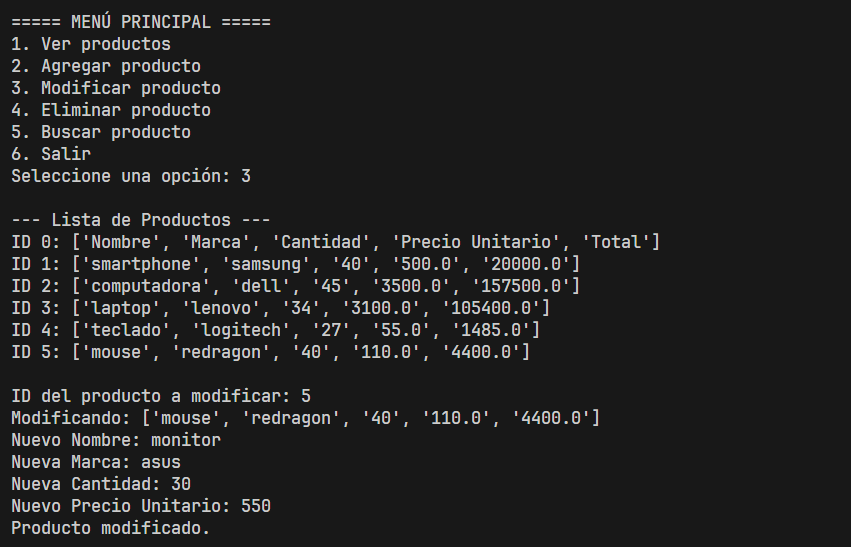 ===== MENÚ PRINCIPAL =====
1. Ver productos
2. Agregar producto
3. Modificar producto
4. Eliminar producto
5. Buscar producto
6. Salir
Seleccione una opción: 3
--- Lista de Productos ---
ID 0: ['Nombre', 'Marca', 'Cantidad', 'Precio Unitario', 'Total']
ID 1: ['smartphone', 'samsung', '40', '500.0', '20000.0']
ID 2: ['computadora', 'dell', '45', '3500.0', '157500.0']
ID 3: ['laptop', 'lenovo', '34', '3100.0', '105400.0']
ID 4: ['teclado', 'logitech', '27', '55.0', '1485.0']
ID 5: ['mouse', 'redragon', '40', '110.0', '4400.0']
ID del producto a modificar: 5
Modificando: ['mouse', 'redragon', '40', '110.0', '4400.0']
Nuevo Nombre: monitor
Nueva Marca: asus
Nueva Cantidad: 30
Nuevo Precio Unitario: 550
Producto modificado.